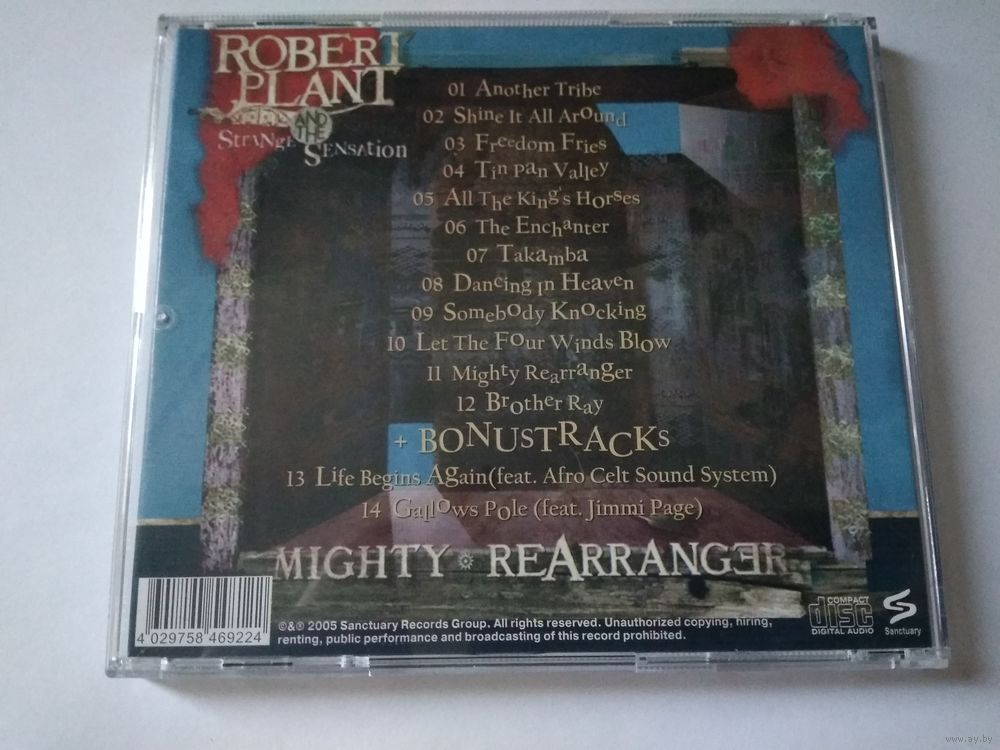 ROBERT
PLANT
AND
THE
StraNge SENSatIon
01 Another Tribe
02 Shine It All Around
03 Freedom Fries
04 Tin pan Valley
05 All The King's Horses
06 The Enchanter
07 Takamba
08 Dancing in Heaven
09 Somebody Knocking
10 Let The Four Winds Blow
11 Mighty Rearranger
12 Brother Ray
+ BONUSTRACKS
13 Life Begins Again(feat. Afro Celt Sound System)
14 Gallows Pole (feat. Jimmi Page)
MIGHTY REARRANGER
4 029758 469224
©&℗ 2005 Sanctuary Records Group. All rights reserved. Unauthorized copying, hiring,
renting, public performance and broadcasting of this record prohibited.
COMPACT
disc
DIGITAL AUDIO
Sanctuary
www.ay.by